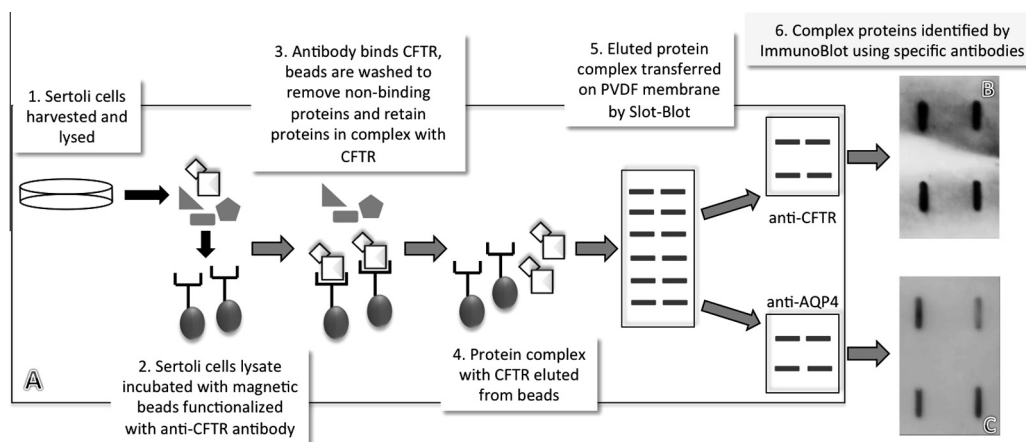 1. Sertoli cells
harvested and
lysed
3. Antibody binds CFTR,
beads are washed to
remove non-binding
proteins and retain
proteins in complex with
CFTR
5. Eluted protein
complex transferred
on PVDF membrane
by Slot-Blot
6. Complex proteins identified by
ImmunoBlot using specific antibodies
B
anti-CFTR
anti-AQP4
2. Sertoli cells lysate
incubated with magnetic
beads functionalized
with anti-CFTR antibody
4. Protein complex
with CFTR eluted
from beads
A
C